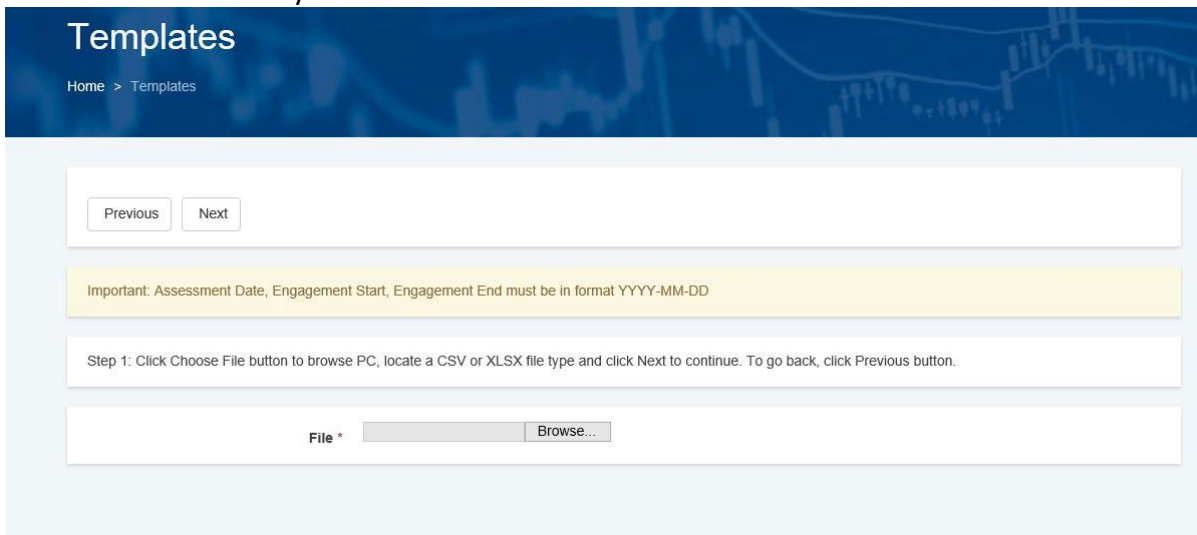 Templates
Home > Templates
Previous Next
Important: Assessment Date, Engagement Start, Engagement End must be in format YYYY-MM-DD
Step 1: Click Choose File button to browse PC, locate a CSV or XLSX file type and click Next to continue. To go back, click Previous button.
File * Browse...